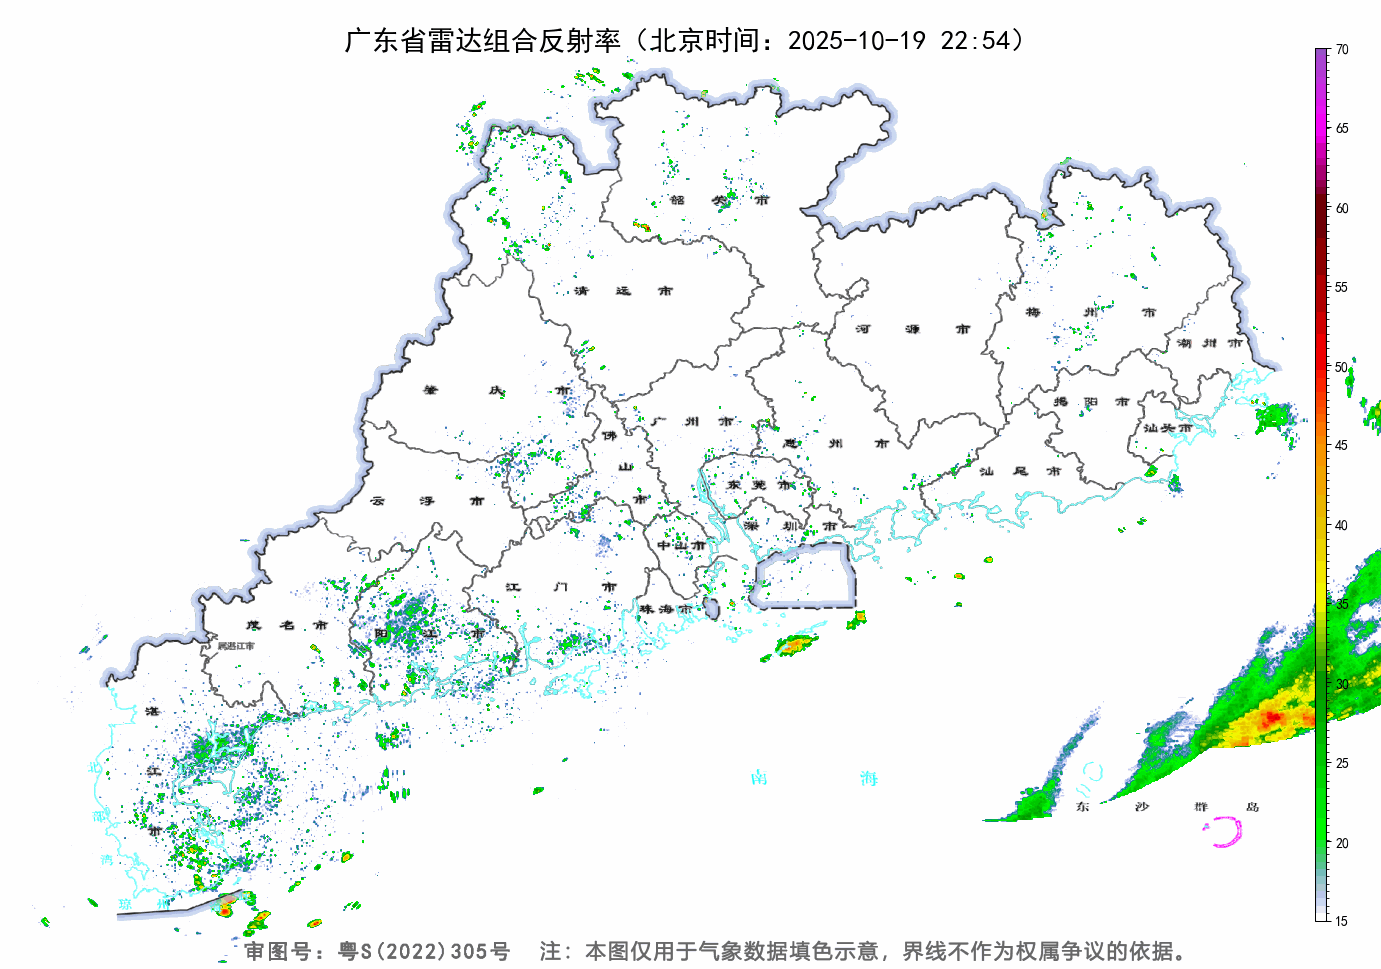 广东省雷达组合反射率（北京时间：2025-10-19 22:54）
70
65
60
55
50
45
40
35
30
25
20
15
韶关市
清远市
河源市
梅州市
潮州市
肇庆市
广州市
佛山市
惠州市
揭阳市
汕头市
汕尾市
云浮市
东莞市
深圳市
中山市
江门市
珠海市
茂名市
阳江市
属湛江市
湛江市
北部湾
琼州
南海
东沙群岛
审图号：粤S(2022)305号 注：本图仅用于气象数据填色示意，界线不作为权属争议的依据。